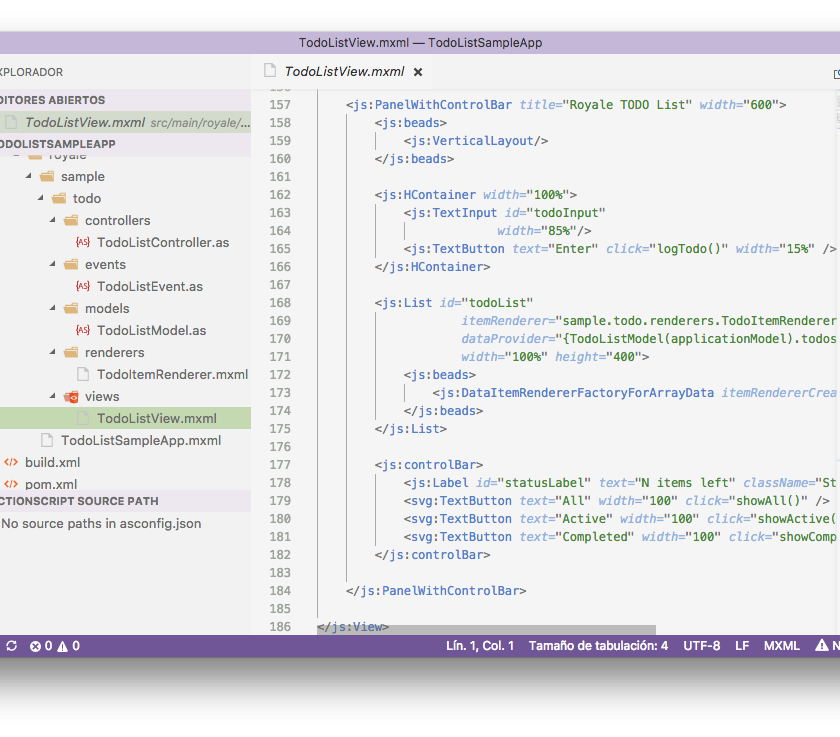 TodoListView.mxml — TodoListSampleApp
XPLORADOR
DITORES ABIERTOS
TodoListView.mxml src/main/royale/...
ODOLISTSAMPLEAPP
royale
sample
todo
controllers
TodoListController.as
events
TodoListEvent.as
models
TodoListModel.as
renderers
TodoItemRenderer.mxml
views
TodoListView.mxml
TodoListSampleApp.mxml
build.xml
pom.xml
CTIONSCRIPT SOURCE PATH
No source paths in asconfig.json
TodoListView.mxml
157 <js:PanelWithControlBar title="Royale TODO List" width="600">
158 <js:beads>
159 <js:VerticalLayout/>
160 </js:beads>
161
162 <js:HContainer width="100%">
163 <js:TextInput id="todoInput"
164 width="85%"/>
165 <js:TextButton text="Enter" click="logTodo()" width="15%" />
166 </js:HContainer>
167
168 <js:List id="todoList"
169 itemRenderer="sample.todo.renderers.TodoItemRenderer
170 dataProvider="{TodoListModel(applicationModel).todos
171 width="100%" height="400">
172 <js:beads>
173 <js:DataItemRendererFactoryForArrayData itemRendererCrea
174 </js:beads>
175 </js:List>
176
177 <js:controlBar>
178 <js:Label id="statusLabel" text="N items left" className="St
179 <svg:TextButton text="All" width="100" click="showAll()" />
180 <svg:TextButton text="Active" width="100" click="showActive(
181 <svg:TextButton text="Completed" width="100" click="showComp
182 </js:controlBar>
183
184 </js:PanelWithControlBar>
185
186 </js:View>
0 0 Lín. 1, Col. 1 Tamaño de tabulación: 4 UTF-8 LF MXML N